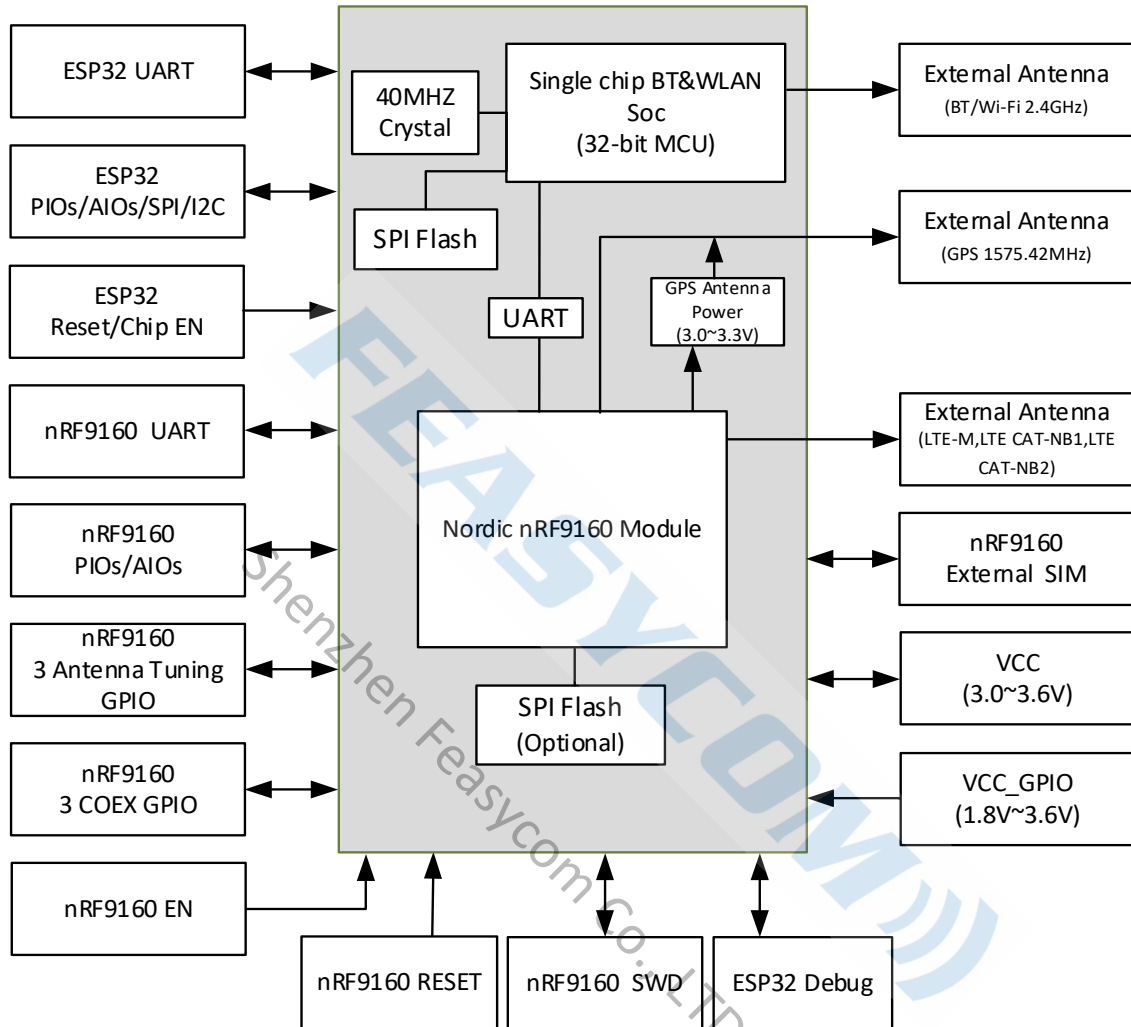 ESP32 UART
ESP32
PIOs/AIOs/SPI/I2C
ESP32
Reset/Chip EN
nRF9160 UART
nRF9160
PIOs/AIOs
nRF9160
3 Antenna Tuning
GPIO
nRF9160
3 COEX GPIO
nRF9160 EN
40MHZ
Crystal
Single chip BT&WLAN
Soc
(32-bit MCU)
SPI Flash
UART
GPS Antenna
Power
(3.0~3.3V)
Nordic nRF9160 Module
SPI Flash
(Optional)
External Antenna
(BT/Wi-Fi 2.4GHz)
External Antenna
(GPS 1575.42MHz)
External Antenna
(LTE-M,LTE CAT-NB1,LTE
CAT-NB2)
nRF9160
External SIM
VCC
(3.0~3.6V)
VCC_GPIO
(1.8V~3.6V)
nRF9160 RESET
nRF9160 SWD
ESP32 Debug
FEASYCOM
Shenzhen Feasycom Co., LTD